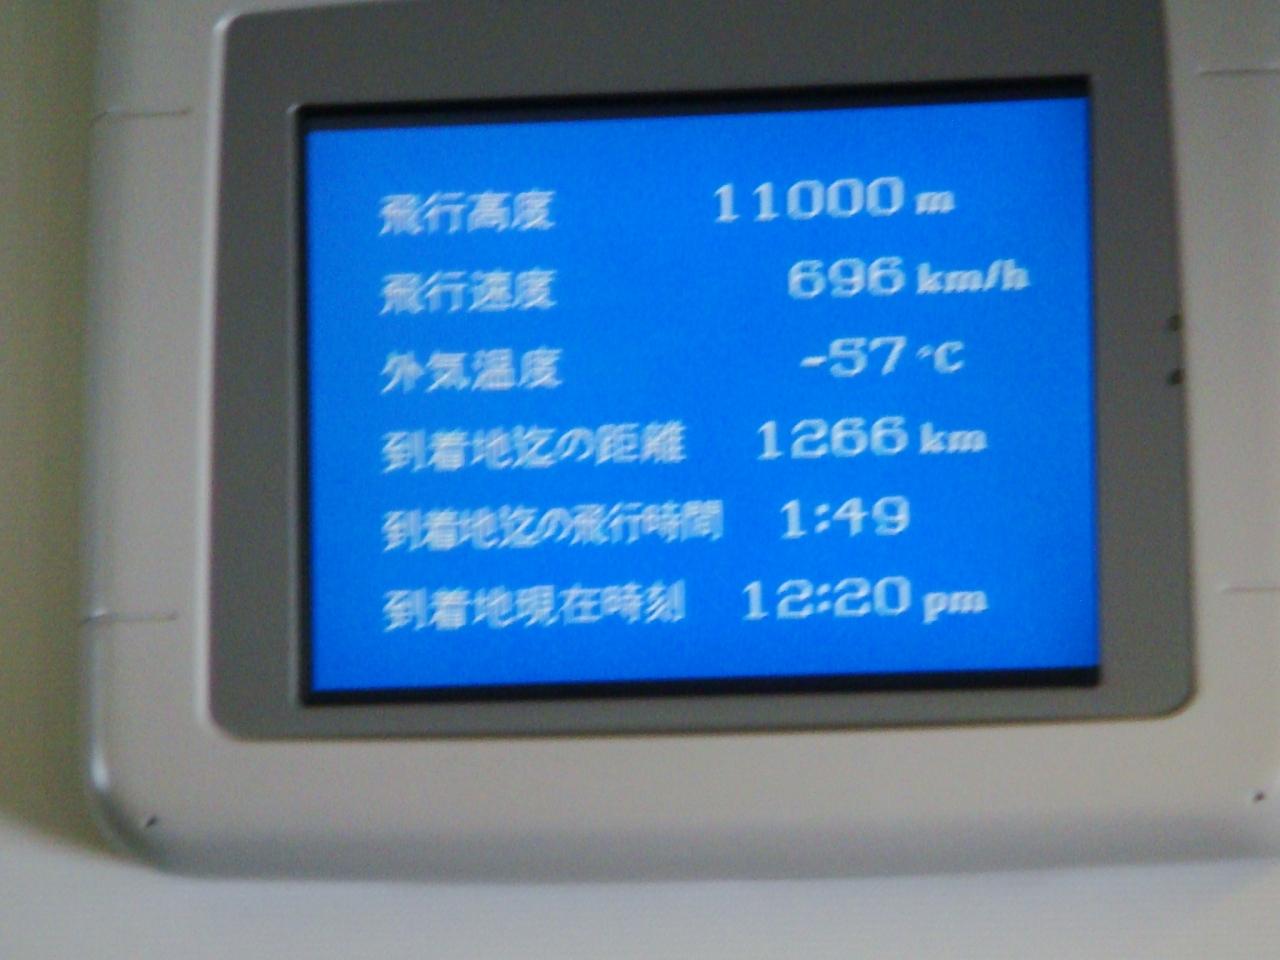 飛行高度 11000 m
飛行速度 696 km/h
外気温度 -57 °C
到着地迄の距離 1266 km
到着地迄の飛行時間 1:49
到着地現在時刻 12:20 pm